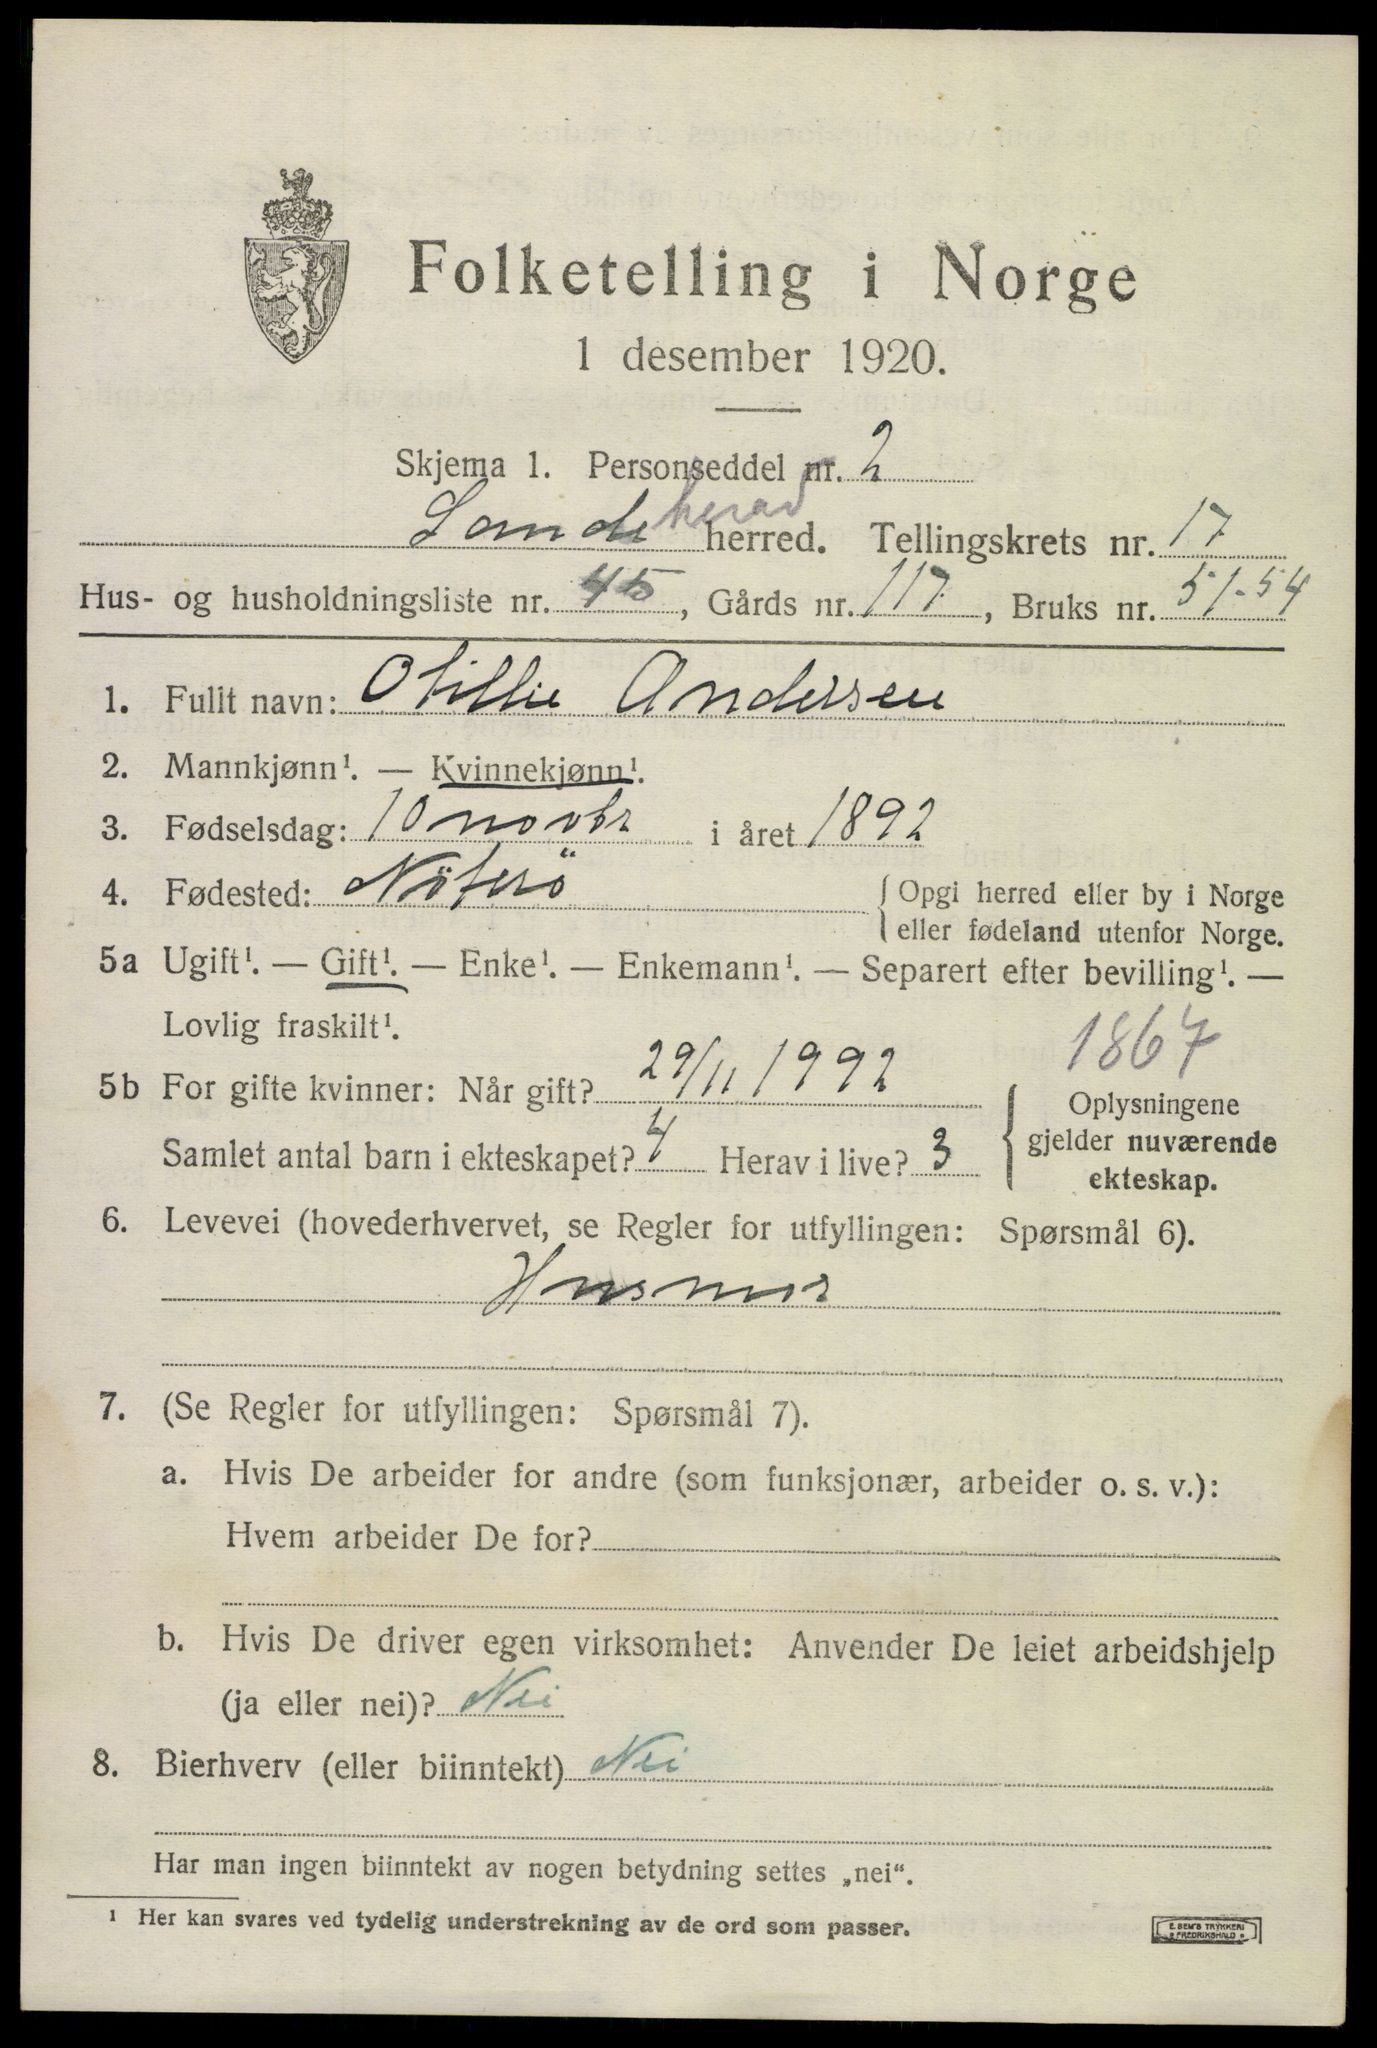 Folketelling i Norge
1 desember 1920.
Skjema 1. Personseddel nr. 2
Sande herad herred. Tellingskrets nr. 17
Hus- og husholdningsliste nr. 45, Gårds nr. 117, Bruks nr. 51-54
1. Fullt navn: Otillie Andersen
2. Mannkjønn¹. — Kvinnekjønn¹.
3. Fødselsdag: 10 novbr i året 1892
4. Fødested: Nöterö { Opgi herred eller by i Norge
eller fødeland utenfor Norge.
5a Ugift¹. — Gift¹. — Enke¹. — Enkemann¹. — Separert efter bevilling¹. —
Lovlig fraskilt¹.
1867
5b For gifte kvinner: Når gift? 29/11 1992
Samlet antal barn i ekteskapet? 4 Herav i live? 3
{ Oplysningene
gjelder nuværende
ekteskap.
6. Levevei (hovederhvervet, se Regler for utfyllingen: Spørsmål 6).
Husmor
7. (Se Regler for utfyllingen: Spørsmål 7).
a. Hvis De arbeider for andre (som funksjonær, arbeider o. s. v.):
Hvem arbeider De for?
b. Hvis De driver egen virksomhet: Anvender De leiet arbeidshjelp
(ja eller nei)? Nei
8. Bierhverv (eller biinntekt) Nei
Har man ingen biinntekt av nogen betydning settes „nei“.
¹ Her kan svares ved tydelig understrekning av de ord som passer.
E. SEM'S TRYKKERI
FREDRIKSHALD